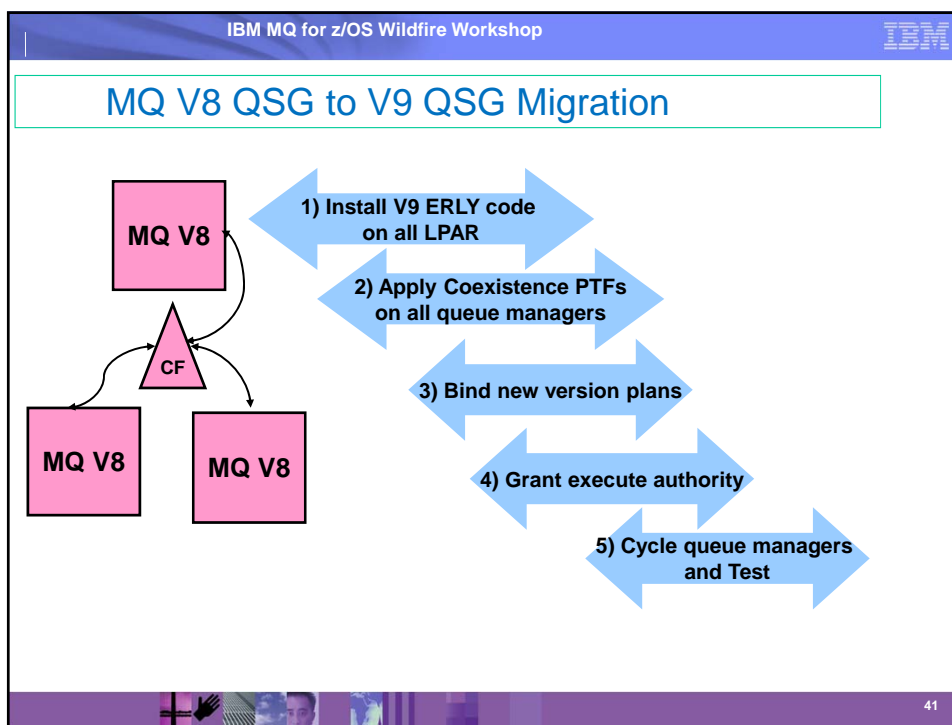 IBM MQ for z/OS Wildfire Workshop
IBM
MQ V8 QSG to V9 QSG Migration
MQ V8
CF
MQ V8
MQ V8
1) Install V9 ERLY code
on all LPAR
2) Apply Coexistence PTFs
on all queue managers
3) Bind new version plans
4) Grant execute authority
5) Cycle queue managers
and Test
41